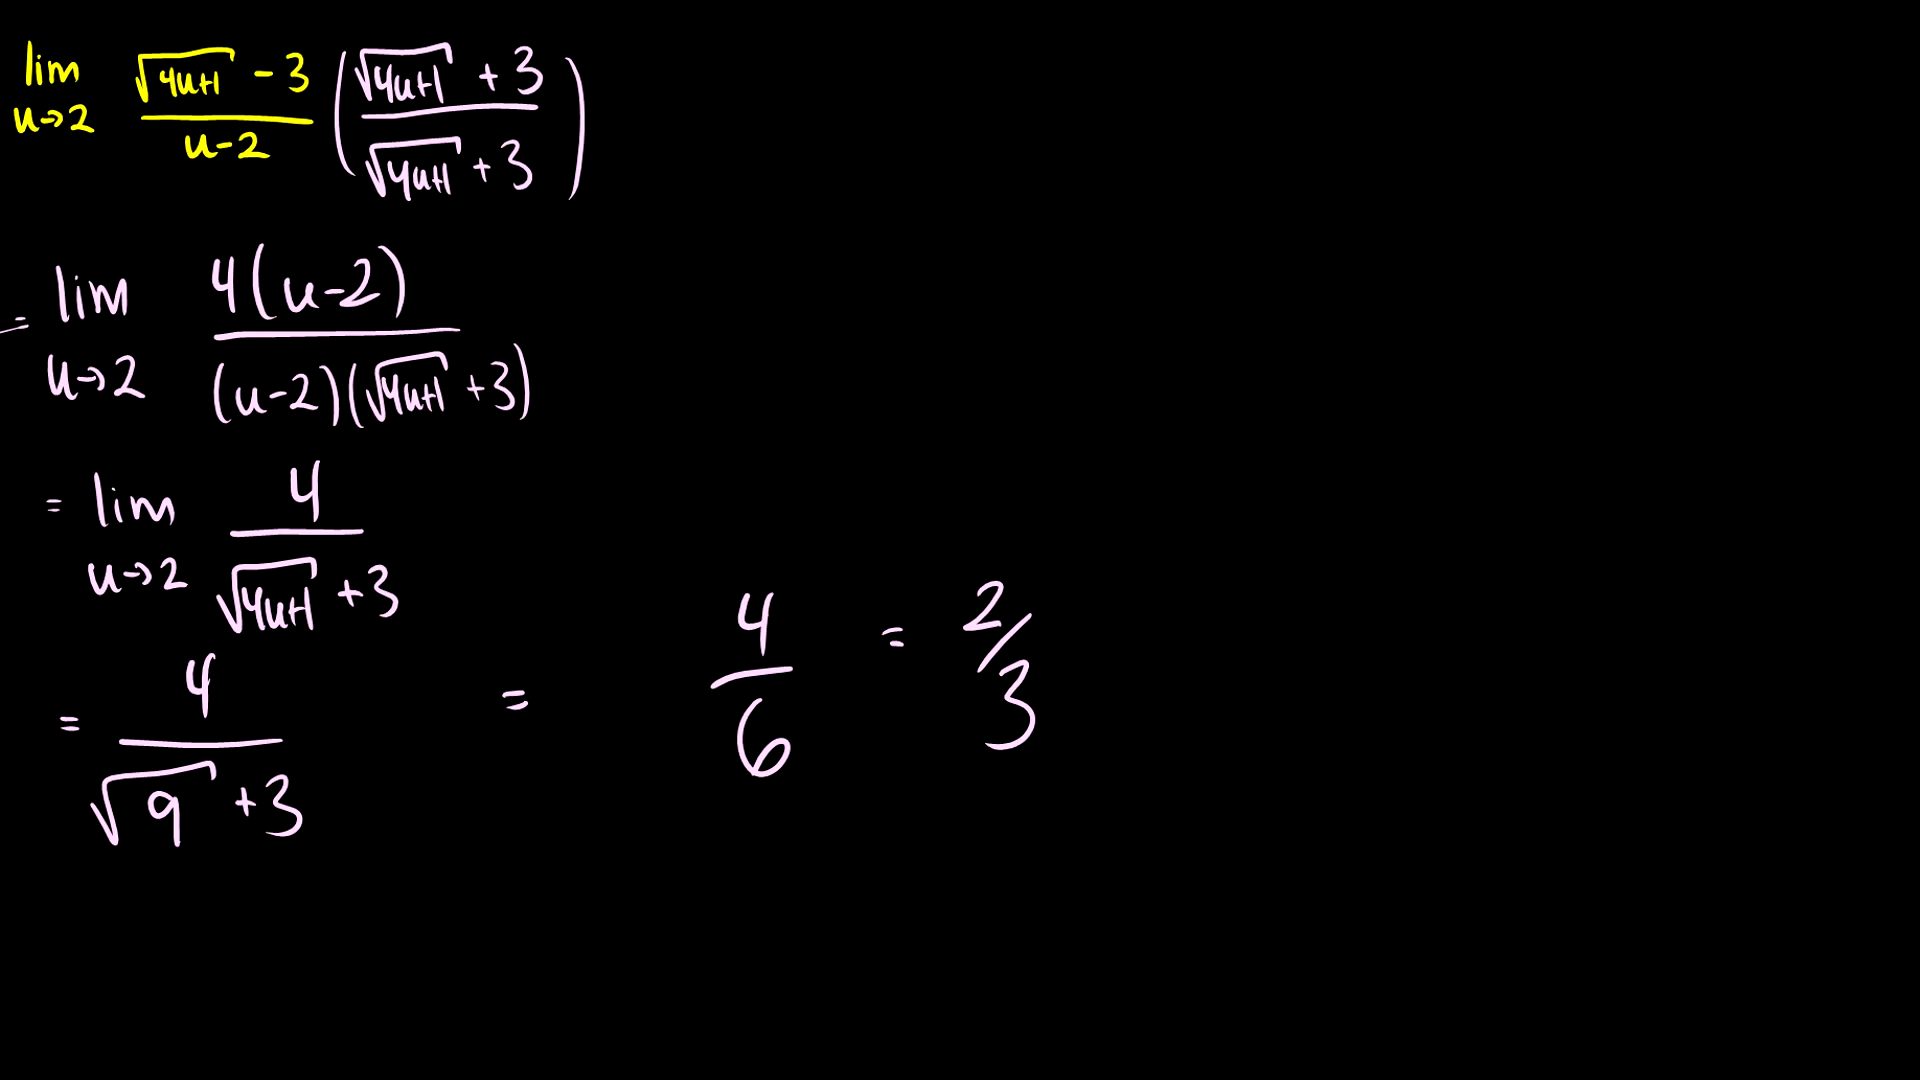 lim u→2 (√(4u+1) - 3)/(u-2) ((√(4u+1) + 3)/(√(4u+1) + 3))
= lim u→2 4(u-2)/((u-2)(√(4u+1) + 3))
= lim u→2 4/(√(4u+1) + 3)
= 4/(√9 + 3) = 4/6 = 2/3